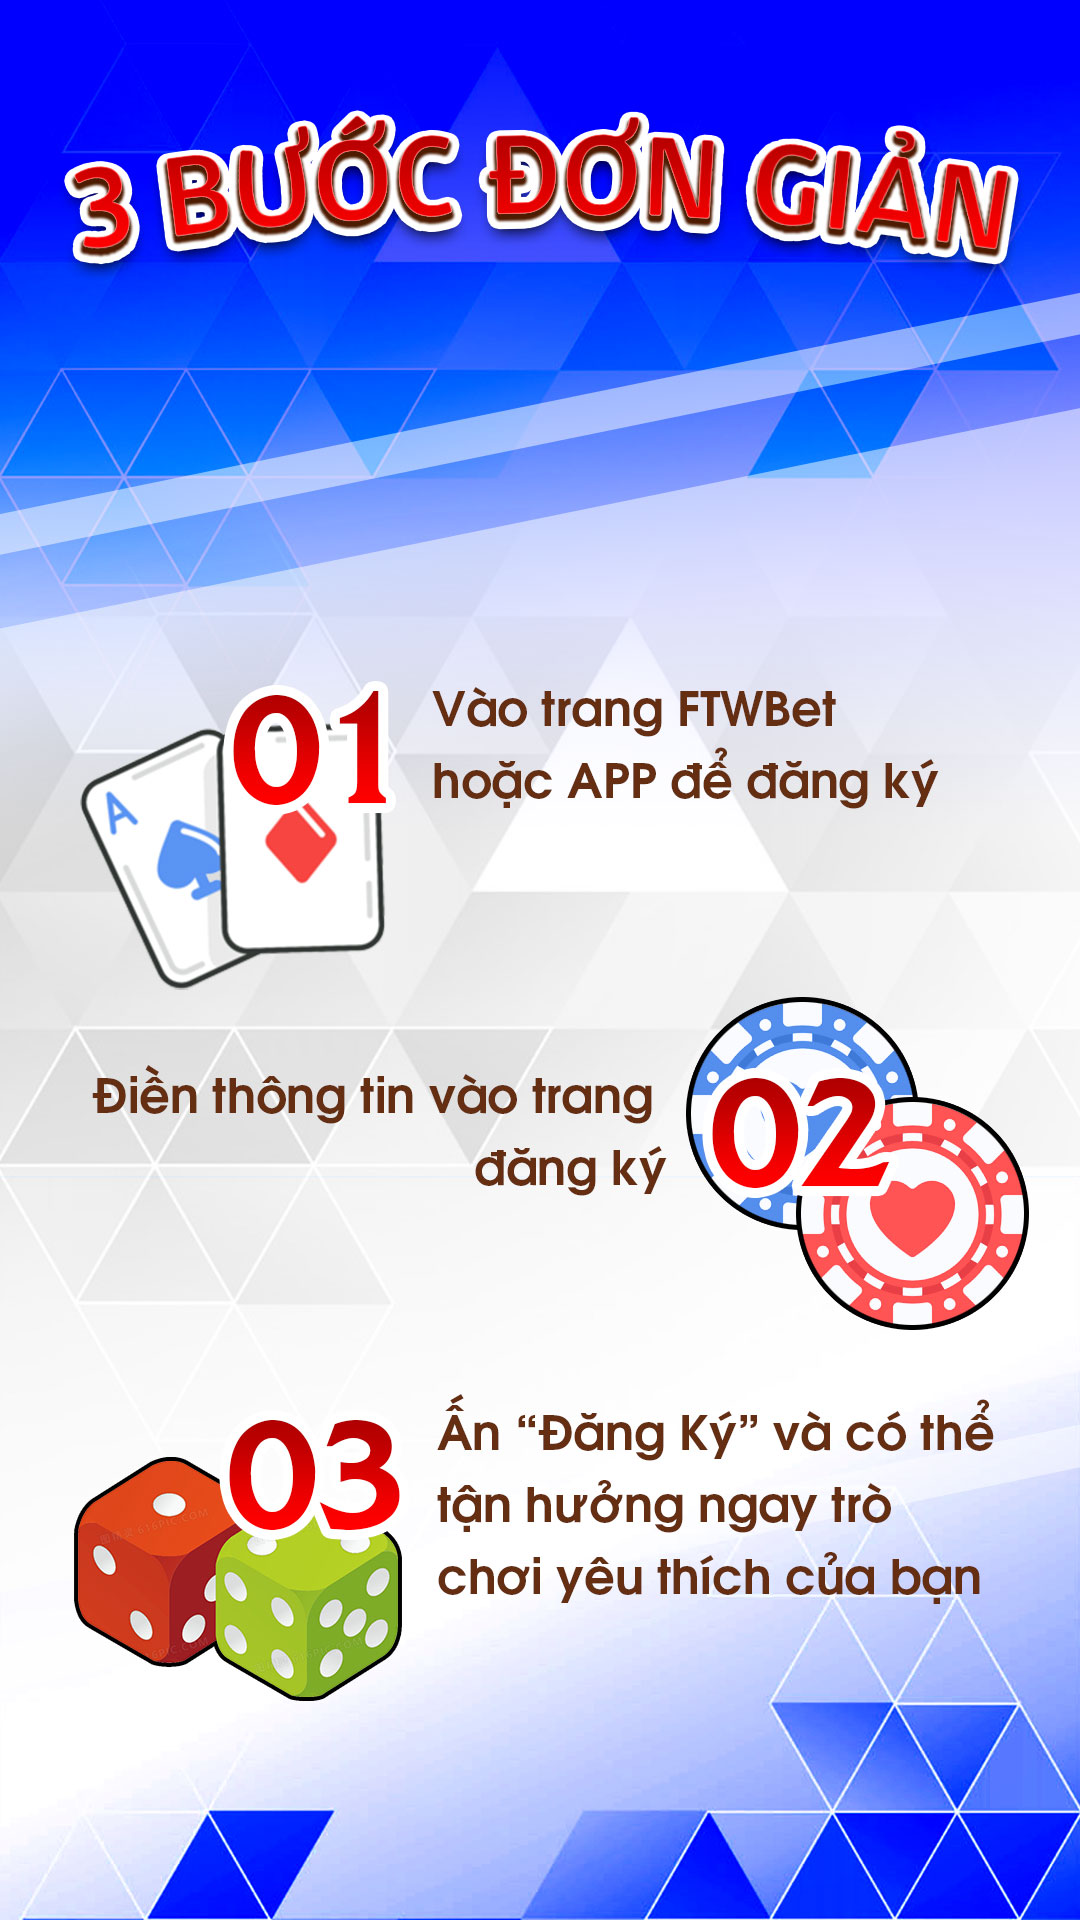 3 BƯỚC ĐƠN GIẢN
A
01
Vào trang FTWBet
hoặc APP để đăng ký
Điền thông tin vào trang
đăng ký
02
03
Ấn “Đăng Ký” và có thể
tận hưởng ngay trò
chơi yêu thích của bạn